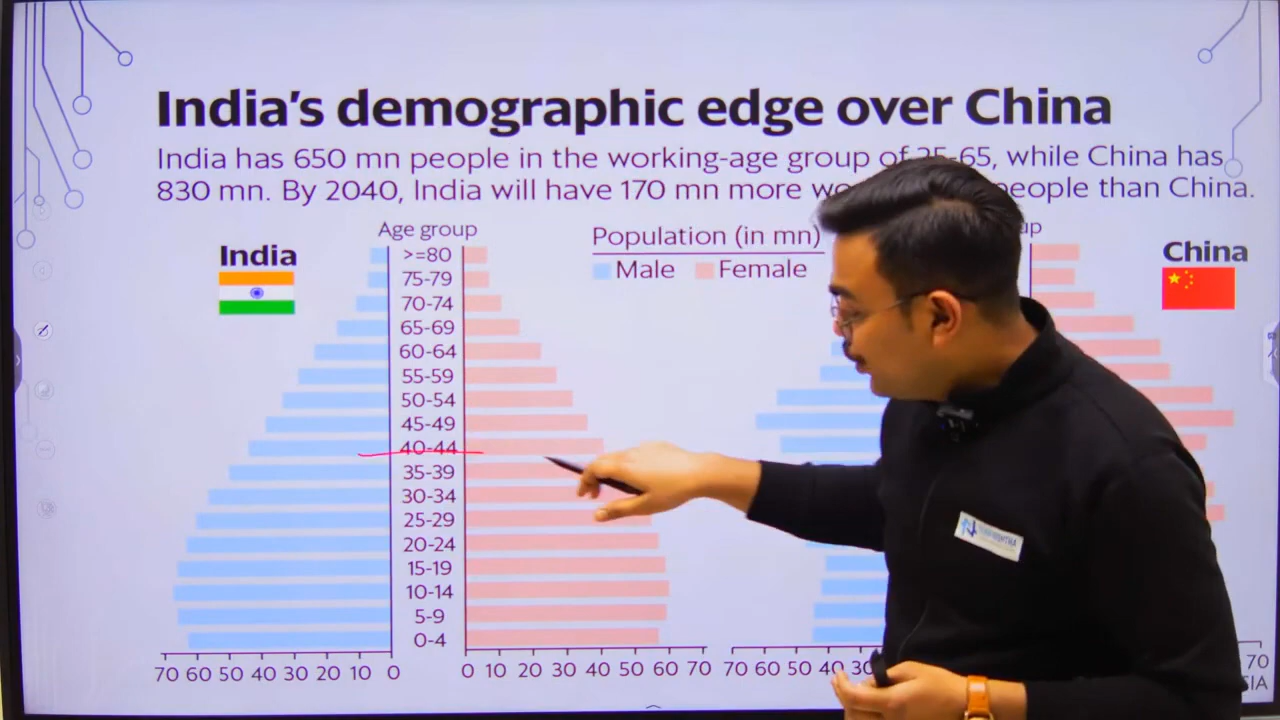 India's demographic edge over China
India has 650 mn people in the working-age group of 25-65, while China has
830 mn. By 2040, India will have 170 mn more people than China.
Age group
India
Population (in mn)
Male Female
China
>=80
75-79
70-74
65-69
60-64
55-59
50-54
45-49
40-44
35-39
30-34
25-29
20-24
15-19
10-14
5-9
0-4
70 60 50 40 30 20 10 0
0 10 20 30 40 50 60 70
70 60 50 40 30
70